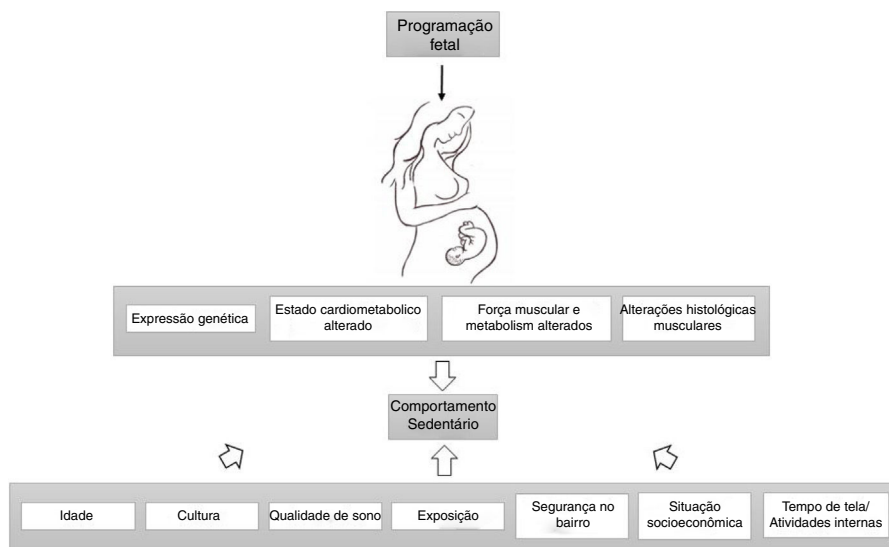 Programação
fetal
Expressão genética
Estado cardiometabolico
alterado
Força muscular e
metabolism alterados
Alterações histológicas
musculares
Comportamento
Sedentário
Idade
Cultura
Qualidade de sono
Exposição
Segurança no
bairro
Situação
socioeconômica
Tempo de tela/
Atividades internas